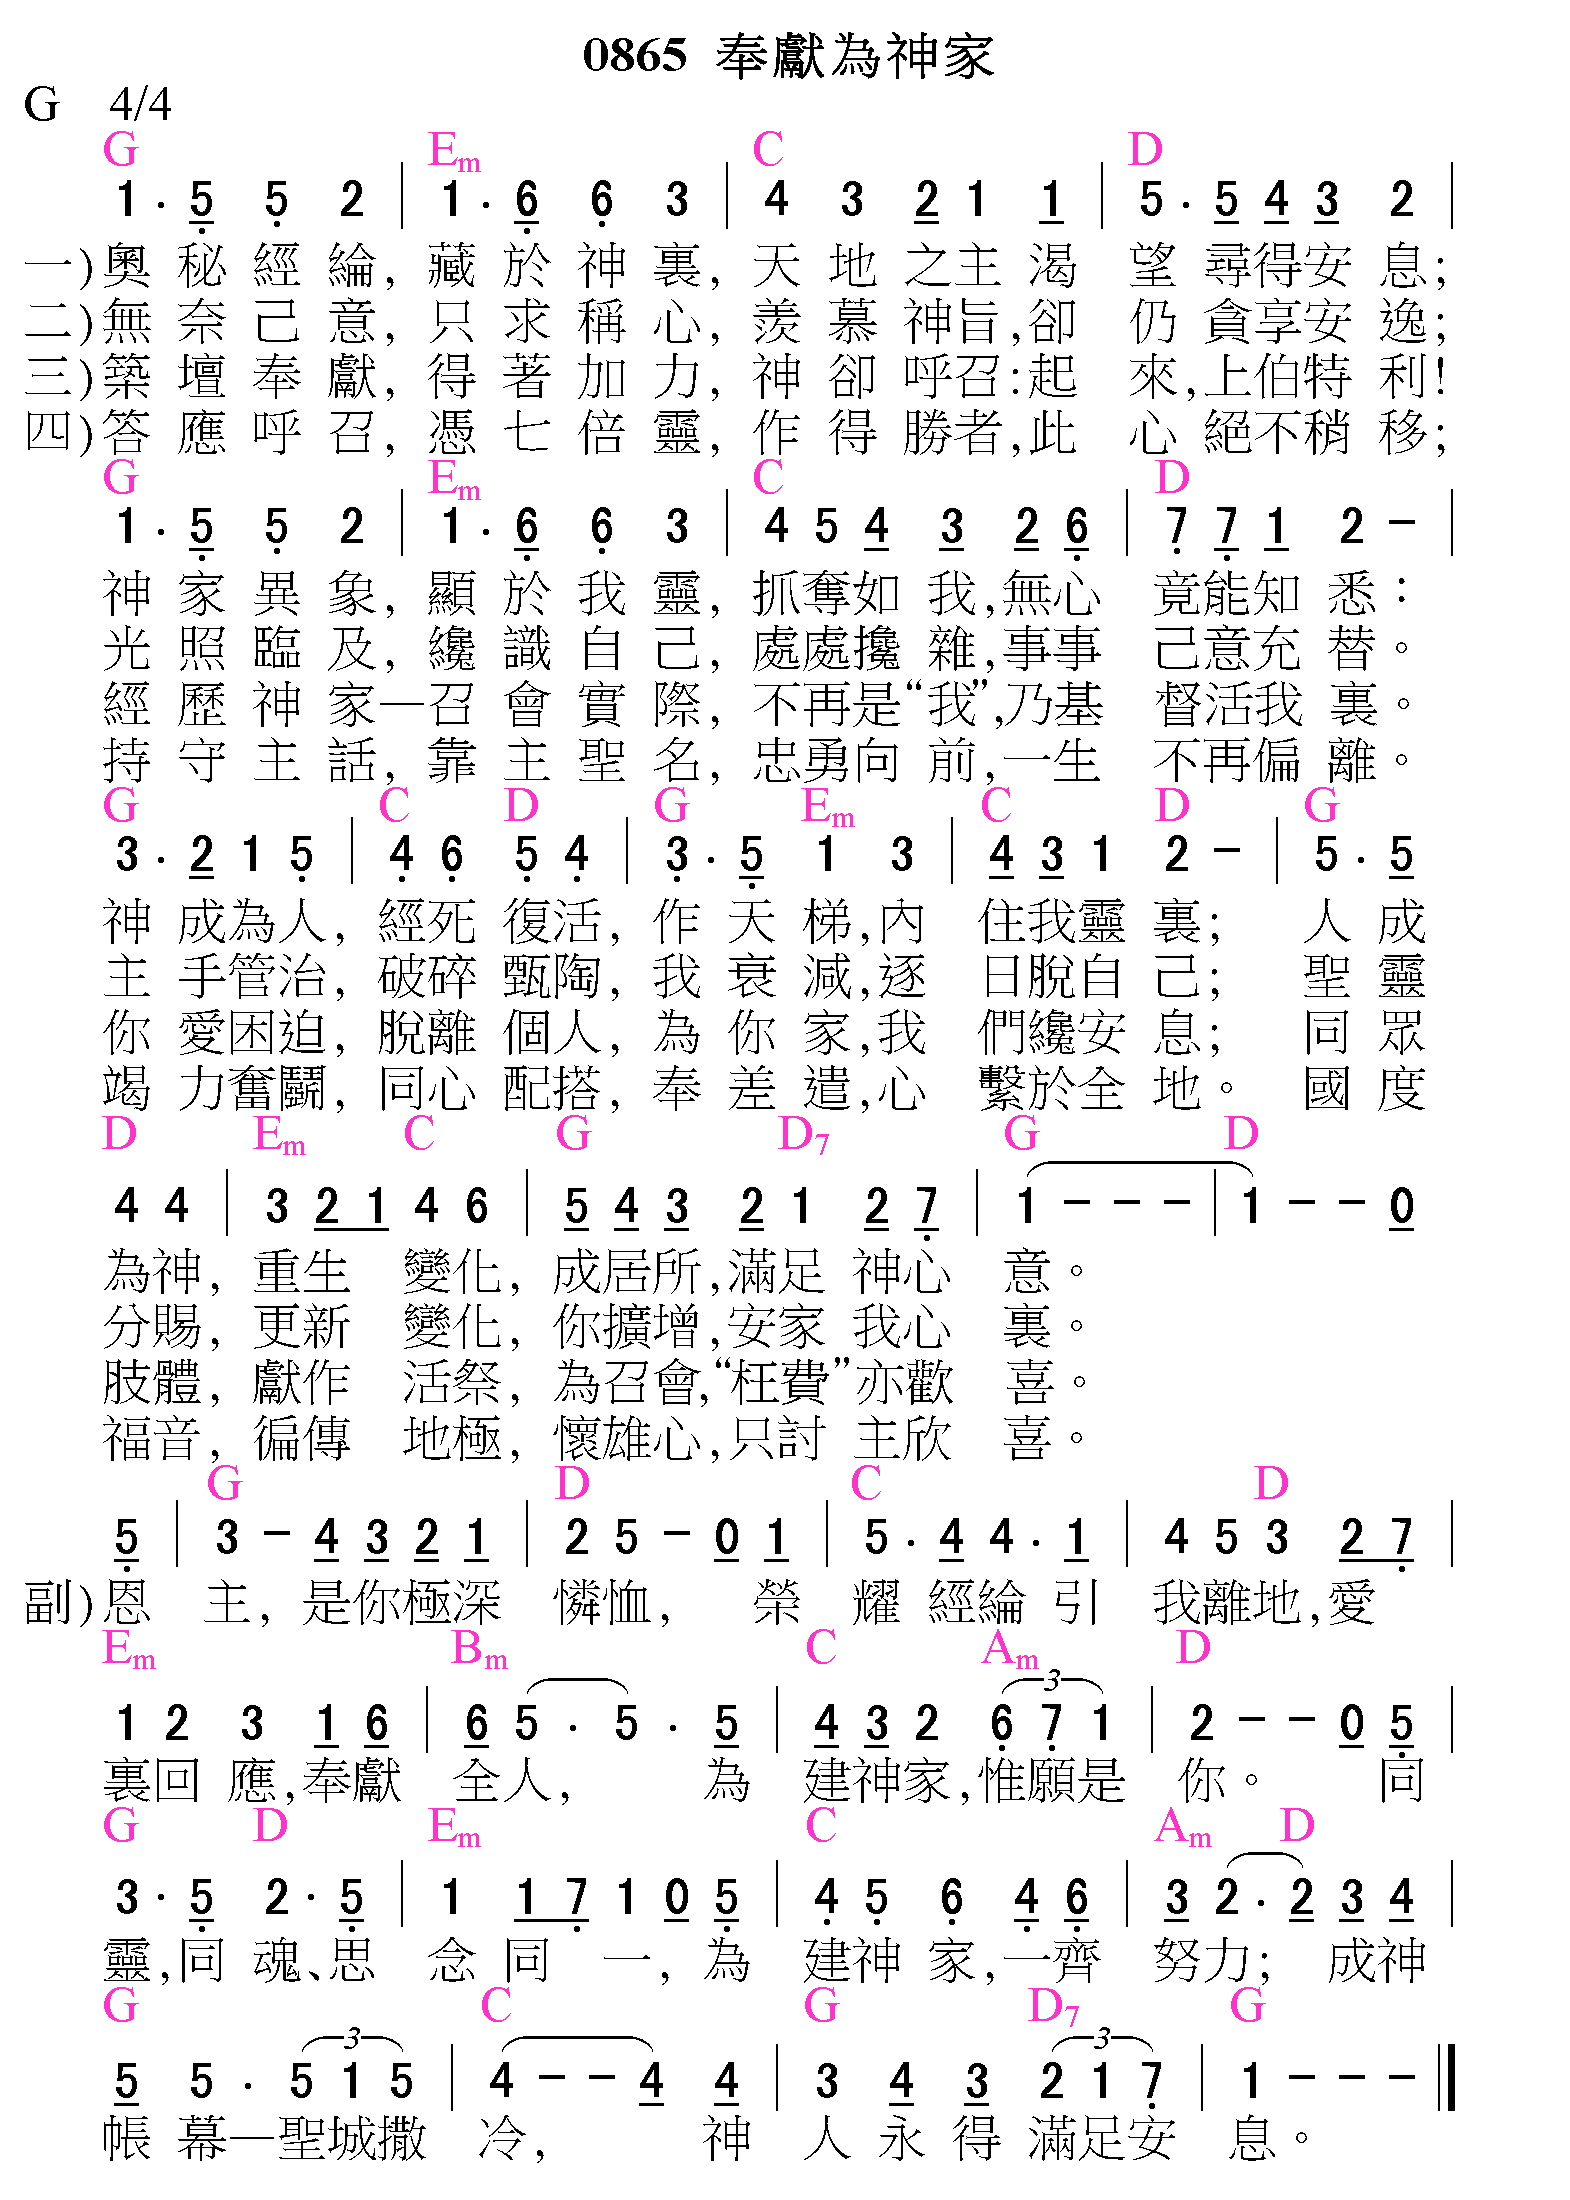 0865 奉獻為神家
G 4/4
G Em C D
1 . 5 5 2 | 1 . 6 6 3 | 4 3 2 1 1 | 5 . 5 4 3 2 |
一)奧秘經綸,藏於神裏,天地之主渴望尋得安息;
二)無奈己意,只求稱心,羨慕神旨,卻仍貪享安逸;
三)築壇奉獻,得著加力,神卻呼召:起來,上伯特利!
四)答應呼召,憑七倍靈,作得勝者,此心絕不稍移;
G Em C D
1 . 5 5 2 | 1 . 6 6 3 | 4 5 4 3 2 6 | 7 7 1 2 - |
神家異象,顯於我靈,抓奪如我,無心竟能知悉:
光照臨及,纔識自己,處處攙雜,事事己意充替。
經歷神家—召會實際,不再是“我”,乃基督活我裏。
持守主話,靠主聖名,忠勇向前,一生不再偏離。
G C D G Em C D G
3 . 2 1 5 | 4 6 5 4 | 3 . 5 1 3 | 4 3 1 2 - | 5 . 5
神成為人,經死復活,作天梯,內住我靈裏;人成
主手管治,破碎甄陶,我衰減,逐日脫自己;聖靈
你愛困迫,脫離個人,為你家,我們纔安息;同眾
竭力奮鬭,同心配搭,奉差遣,心繫於全地。國度
D Em C G D7 G D
4 4 | 3 2 1 4 6 | 5 4 3 2 1 2 7 | 1 - - - | 1 - - 0
為神,重生變化,成居所,滿足神心意。
分賜,更新變化,你擴增,安家我心裏。
肢體,獻作活祭,為召會,“枉費”亦歡喜。
福音,徧傳地極,懷雄心,只討主欣喜。
G D C D
5 | 3 - 4 3 2 1 | 2 5 - 0 1 | 5 . 4 4 . 1 | 4 5 3 2 7 |
副)恩主,是你極深憐恤,榮耀經綸引我離地,愛
Em Bm C Am D
3
1 2 3 1 6 | 6 5 . 5 . 5 | 4 3 2 6 7 1 | 2 - - 0 5 |
裏回應,奉獻全人,為建神家,惟願是你。同
G D Em C Am D
3 . 5 2 . 5 | 1 1 7 1 0 5 | 4 5 6 4 6 | 3 2 . 2 3 4 |
靈,同魂、思念同一,為建神家,一齊努力;成神
G C G D7 G
3 3
5 5 . 5 1 5 | 4 - - 4 4 | 3 4 3 2 1 7 | 1 - - - ||
帳幕—聖城撒冷,神人永得滿足安息。